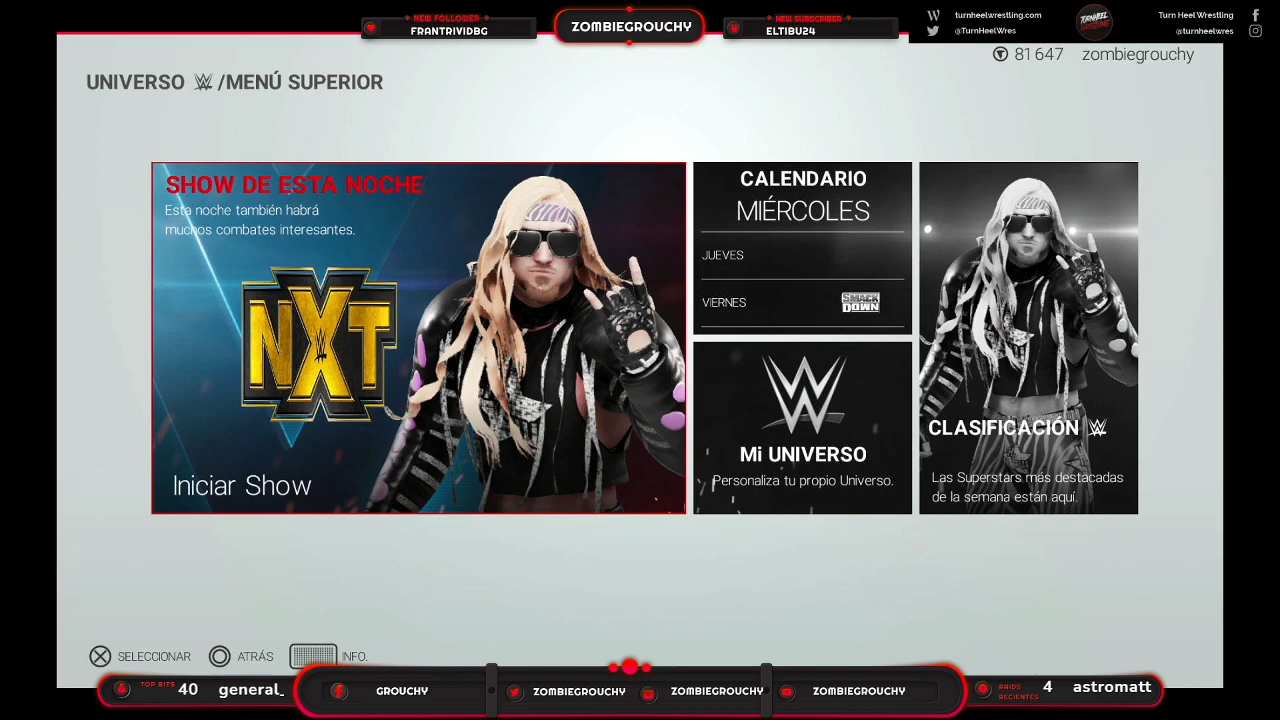 NEW FOLLOWER
FRANTRIVIDBG
ZOMBIEGROUCHY
NEW SUBSCRIBER
ELTIBU24
turnheelwrestling.com
@TurnHeelWres
TURNHEEL
WRESTLING
Turn Heel Wrestling
@turnheelwres
81 647 zombiegrouchy
UNIVERSO W/MENÚ SUPERIOR
SHOW DE ESTA NOCHE
Esta noche también habrá
muchos combates interesantes.
NXT
Iniciar Show
CALENDARIO
MIÉRCOLES
JUEVES
VIERNES
SMACK
DOWN
Mi UNIVERSO
Personaliza tu propio Universo.
CLASIFICACIÓN W
Las Superstars más destacadas
de la semana están aquí.
SELECCIONAR
ATRÁS
INFO.
TOP BITS
40 general_
GROUCHY
ZOMBIEGROUCHY
ZOMBIEGROUCHY
ZOMBIEGROUCHY
RAIDS
RECIENTES
4 astromatt